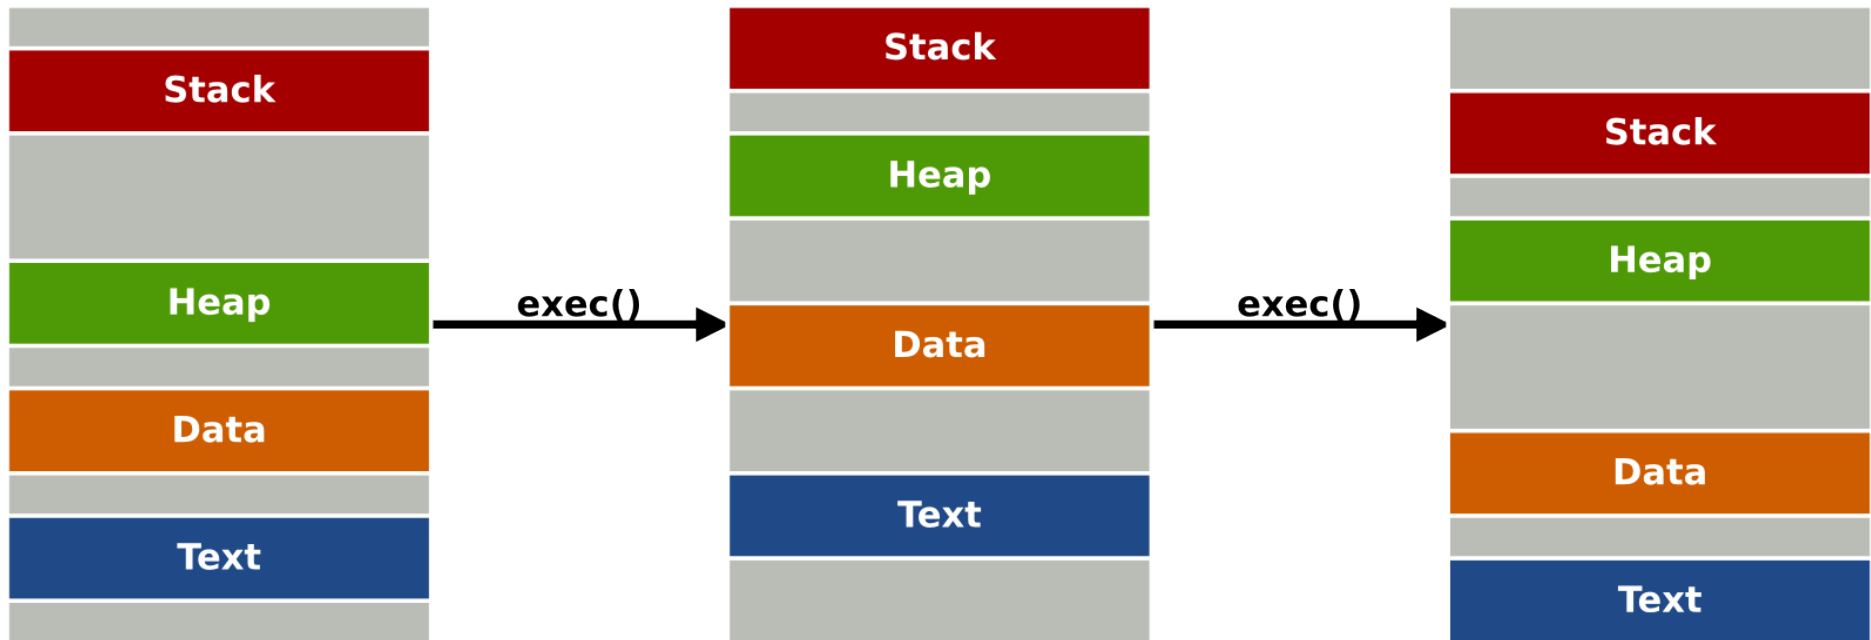 Stack
Heap
Data
Text
exec()
Stack
Heap
Data
Text
exec()
Stack
Heap
Data
Text